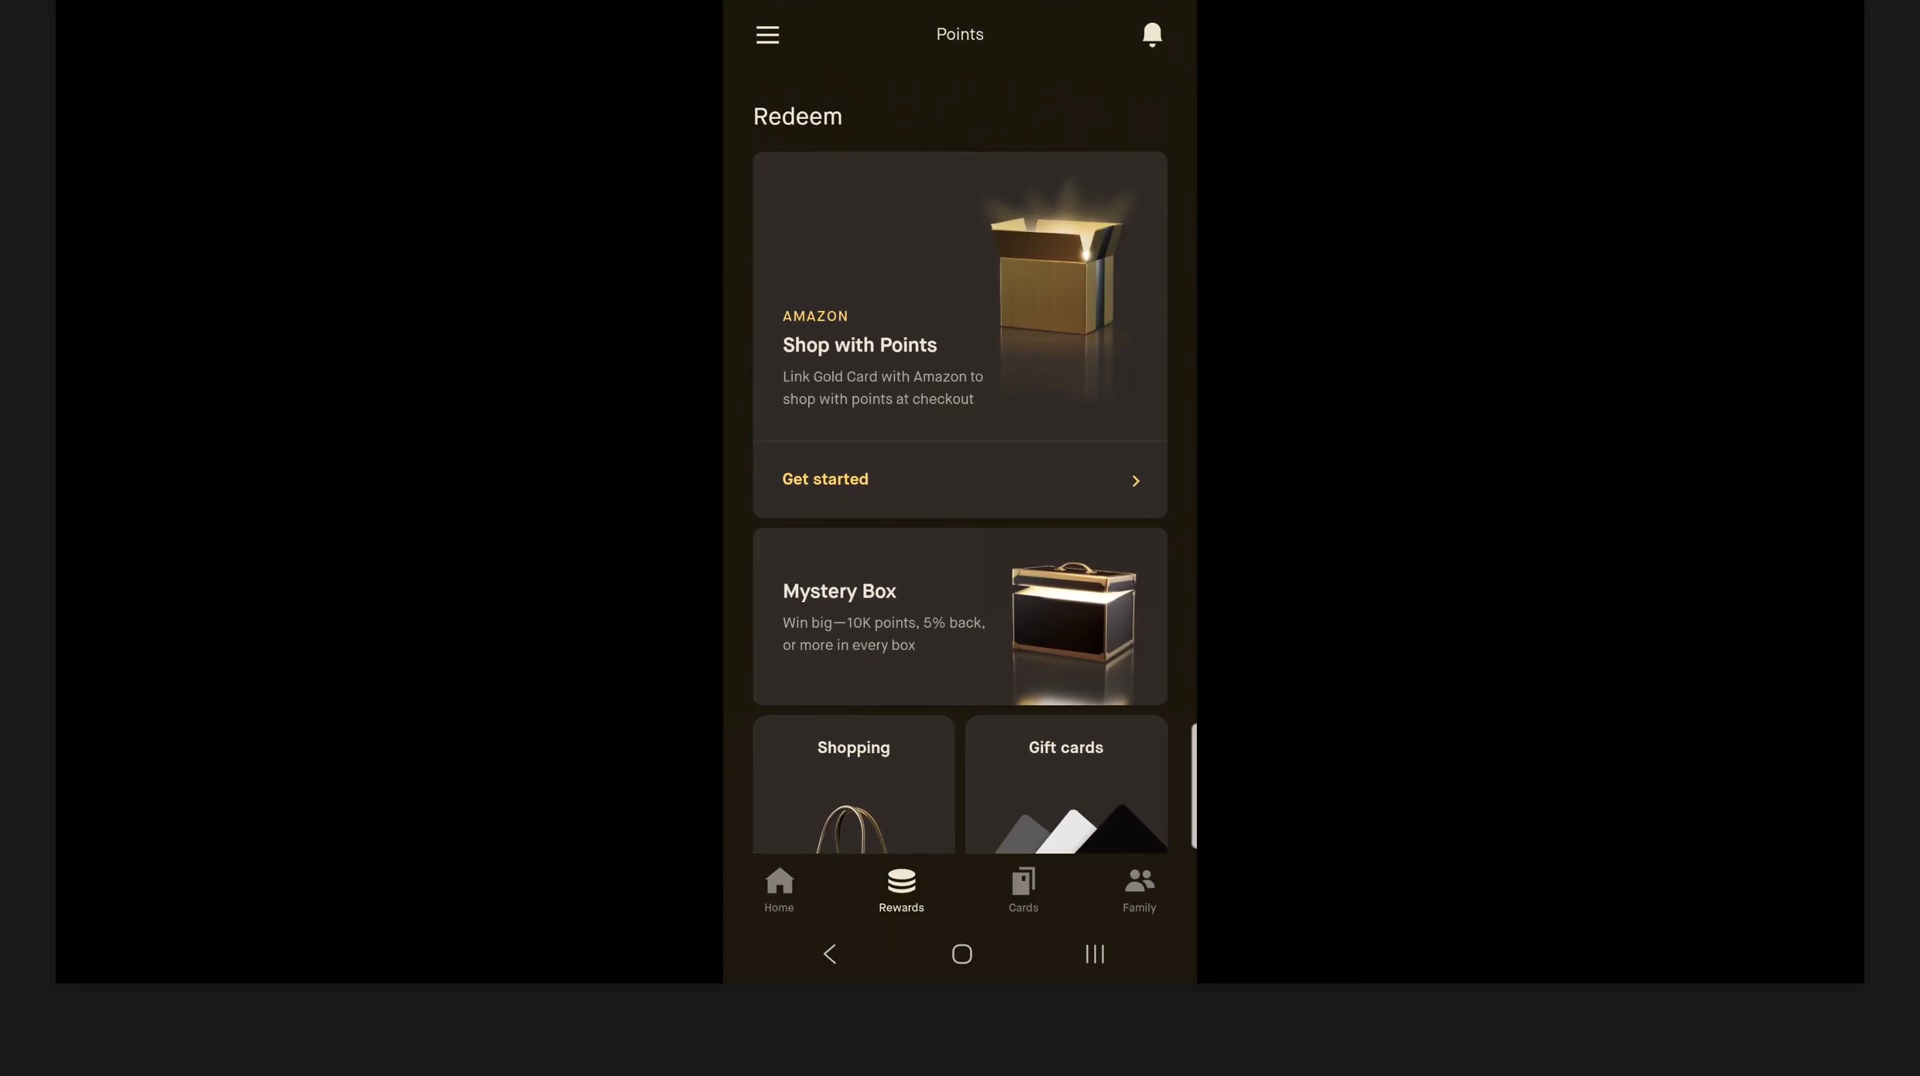 Points
Redeem
AMAZON
Shop with Points
Link Gold Card with Amazon to
shop with points at checkout
Get started
Mystery Box
Win big—10K points, 5% back,
or more in every box
Shopping
Gift cards
Home
Rewards
Cards
Family